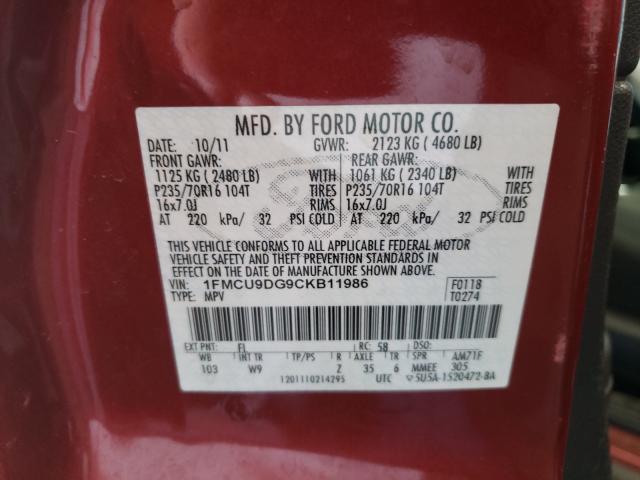 MFD. BY FORD MOTOR CO.
DATE: 10/11 GVWR: 2123 KG ( 4680 LB)
FRONT GAWR: REAR GAWR:
1125 KG ( 2480 LB) WITH 1061 KG ( 2340 LB) WITH
P235/70R16 104T TIRES P235/70R16 104T TIRES
16x7.0J RIMS 16x7.0J RIMS
AT 220 kPa/ 32 PSI COLD AT 220 kPa/ 32 PSI COLD
Ford
THIS VEHICLE CONFORMS TO ALL APPLICABLE FEDERAL MOTOR
VEHICLE SAFETY AND THEFT PREVENTION STANDARDS IN
EFFECT ON THE DATE OF MANUFACTURE SHOWN ABOVE.
VIN: 1FMCU9DG9CKB11986 F0118
TYPE: MPV T0274
EXT PNT: FL RC: 58 DSO:
WB INT TR TP/PS R AXLE TR SPR AM71F
103 W9 Z 35 6 MMEE 305
1201110214295 UTC 5U5A-1520472-BA